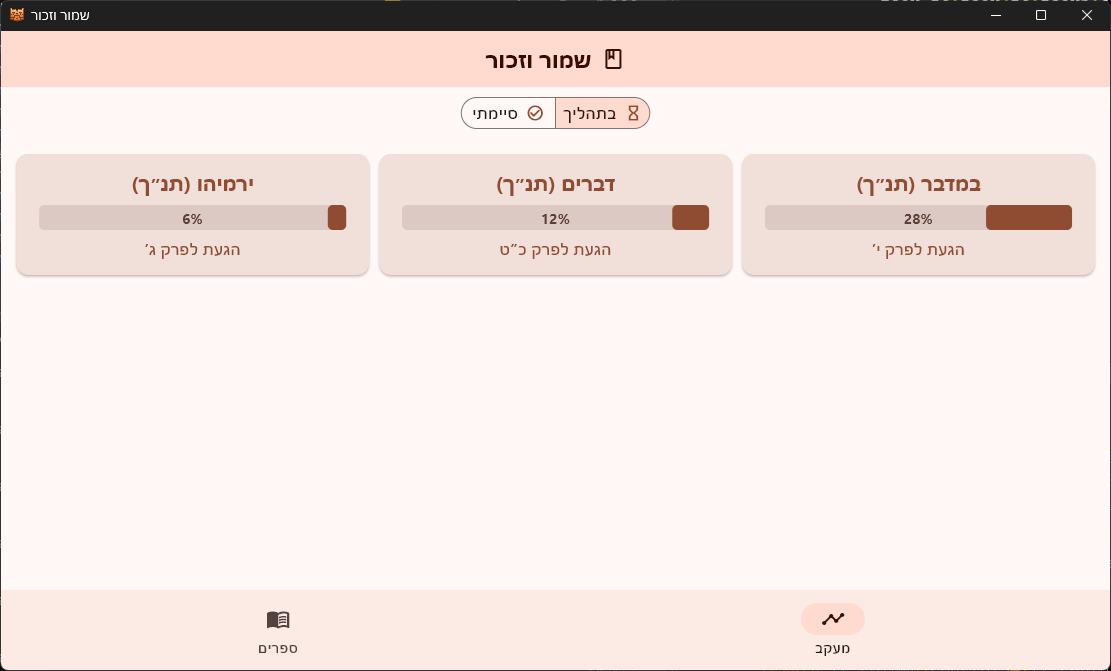 שמור וזכור
שמור וזכור
בתהליך
סיימתי
במדבר (תנ״ך)
28%
הגעת לפרק י׳
דברים (תנ״ך)
12%
הגעת לפרק כ״ט
ירמיהו (תנ״ך)
6%
הגעת לפרק ג׳
מעקב
ספרים